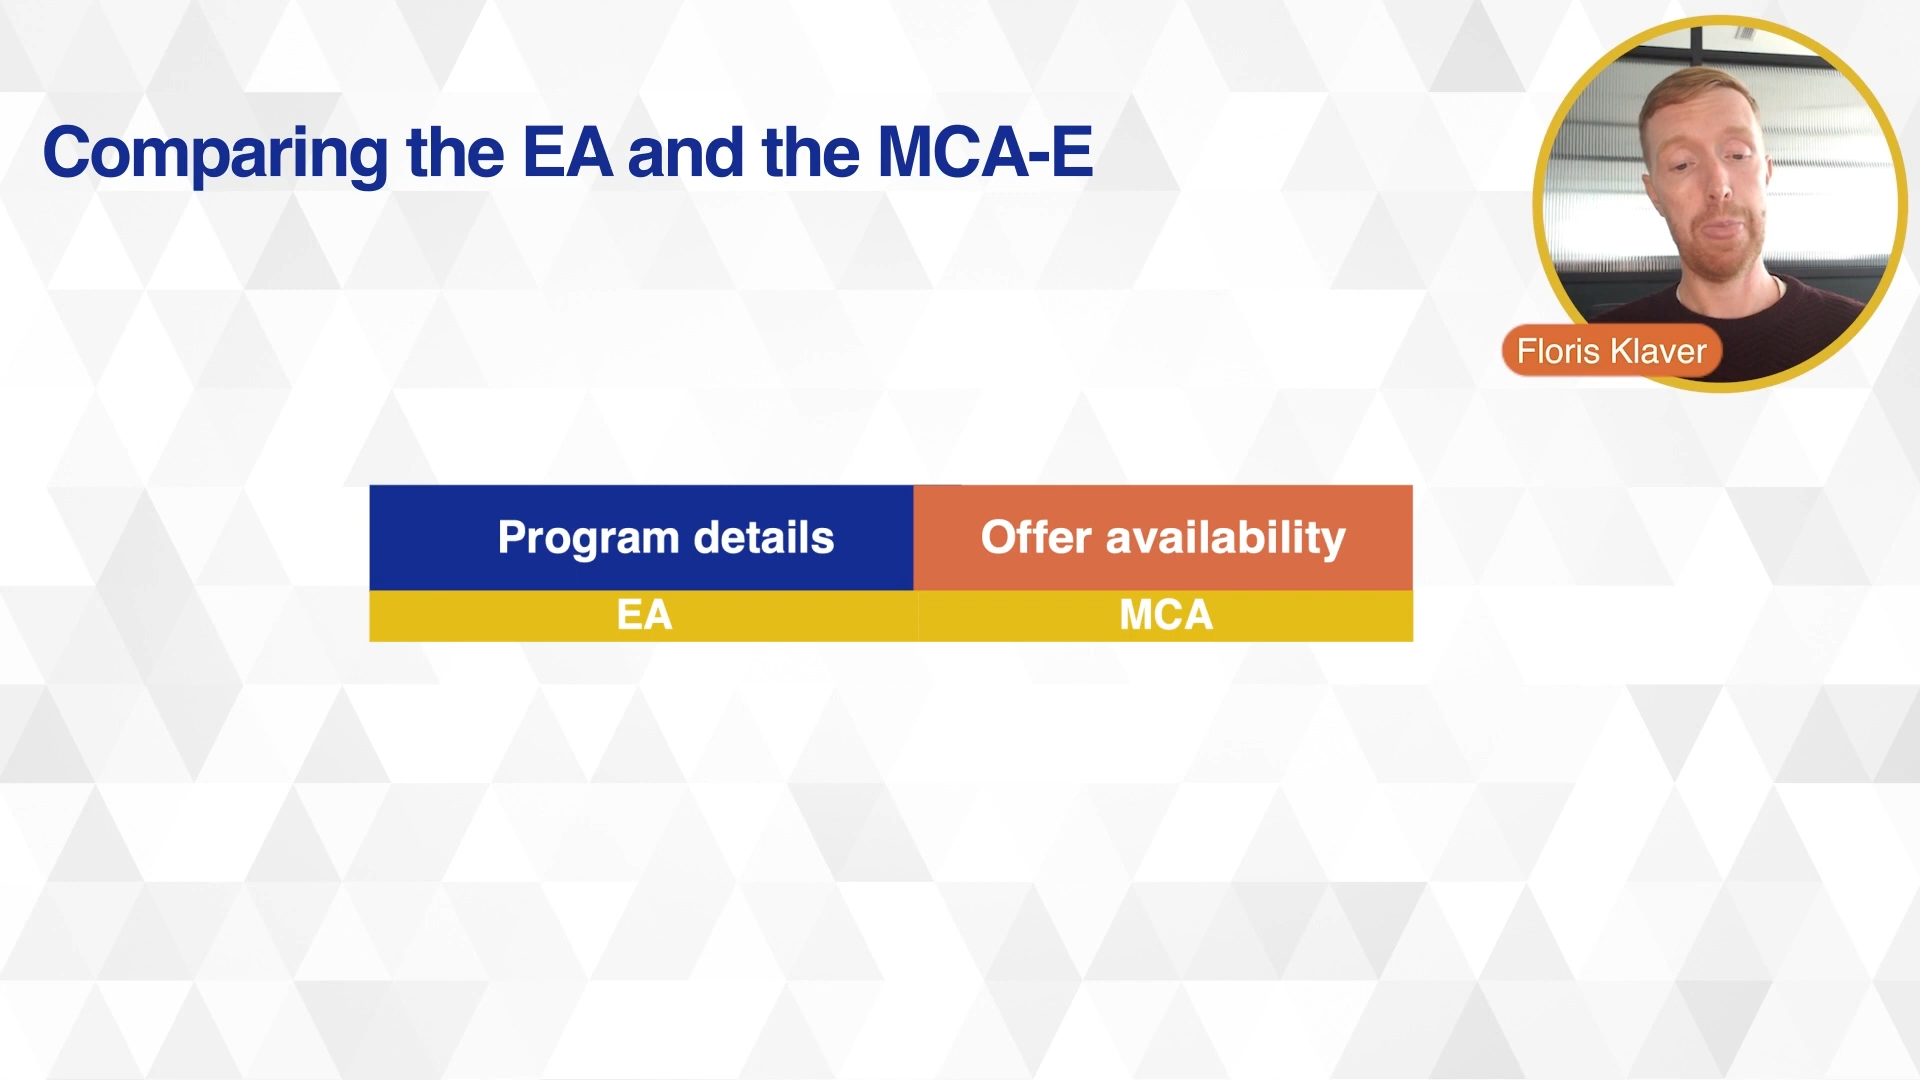 Comparing the EA and the MCA-E
Floris Klaver
Program details
Offer availability
EA
MCA